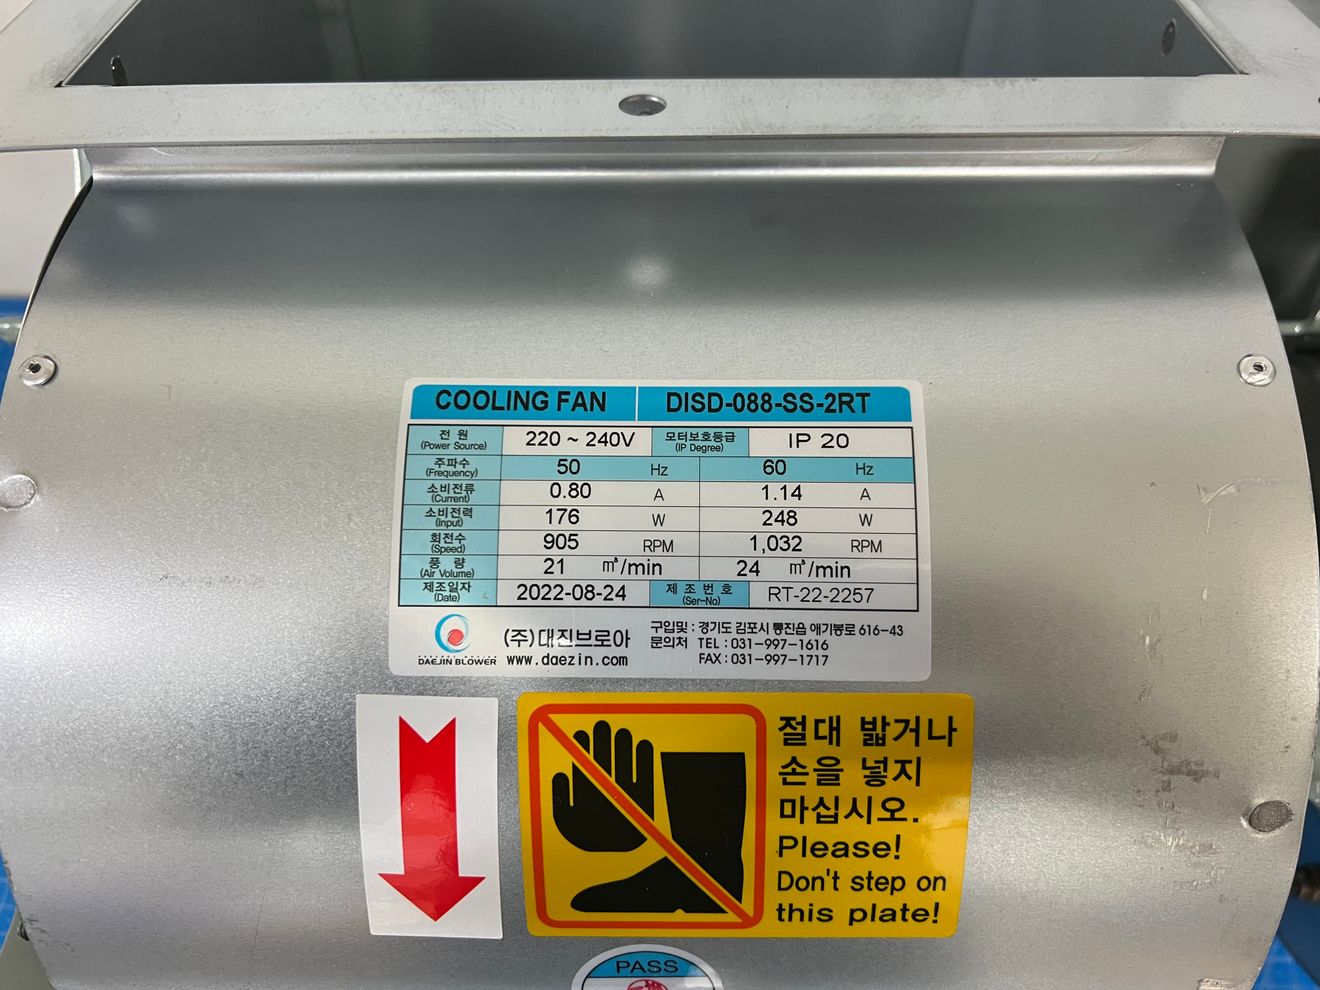 COOLING FAN DISD-088-SS-2RT
전 원 (Power Source) 220 ~ 240V 모터보호등급 (IP Degree) IP 20
주파수 (Frequency) 50 Hz 60 Hz
소비전류 (Current) 0.80 A 1.14 A
소비전력 (Input) 176 W 248 W
회전수 (Speed) 905 RPM 1,032 RPM
풍 량 (Air Volume) 21 ㎥/min 24 ㎥/min
제조일자 (Date) 2022-08-24 제 조 번 호 (Ser-No) RT-22-2257
DAEJIN BLOWER
(주)대진브로아
www.daezin.com
구입및 : 경기도 김포시 통진읍 애기봉로 616-43
문의처 TEL : 031-997-1616
FAX : 031-997-1717
절대 밟거나
손을 넣지
마십시오.
Please!
Don't step on
this plate!
PASS